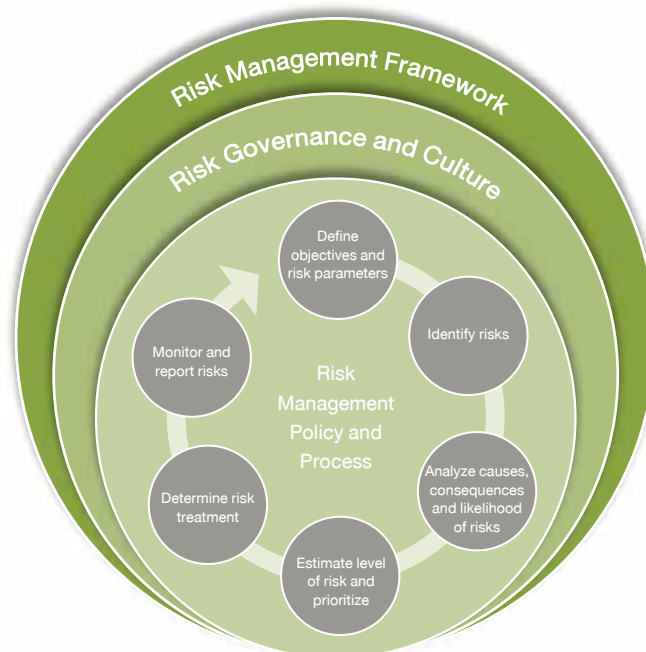 Risk Management Framework
Risk Governance and Culture
Define
objectives and
risk parameters
Identify risks
Analyze causes,
consequences
and likelihood
of risks
Estimate level
of risk and
prioritize
Determine risk
treatment
Monitor and
report risks
Risk
Management
Policy and
Process